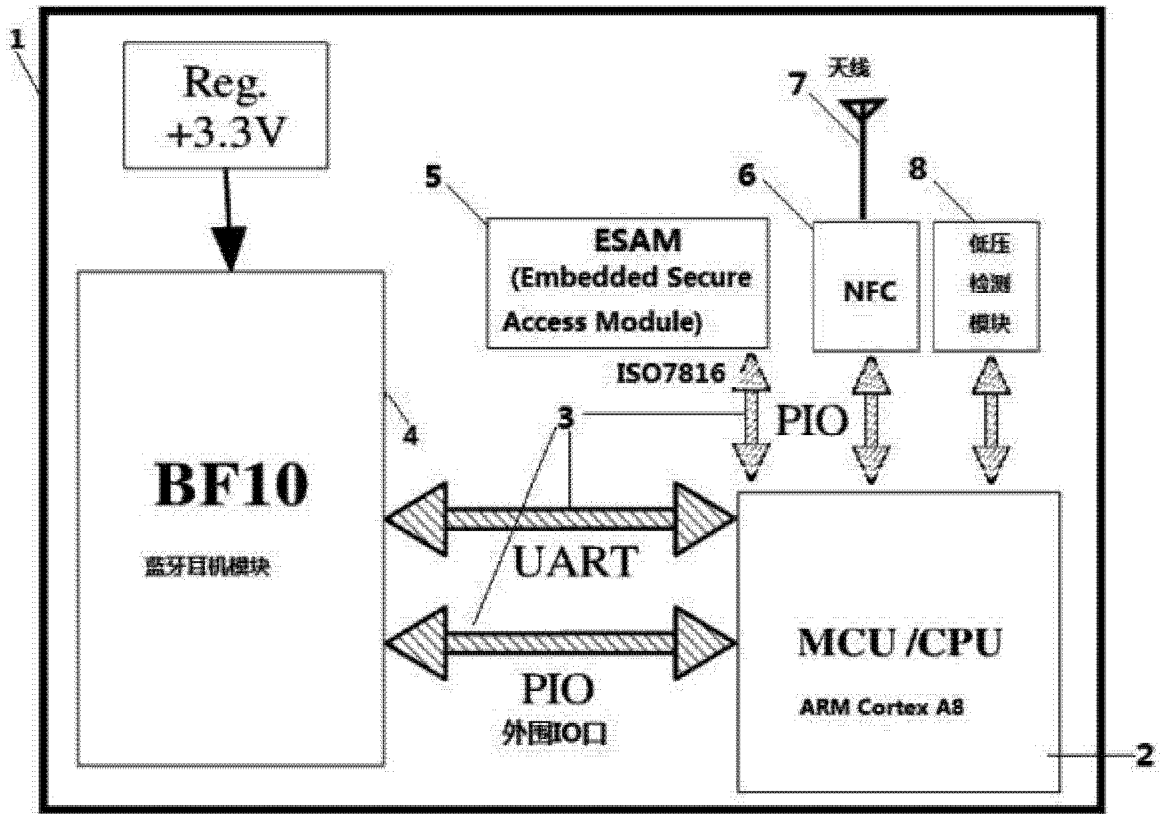 1
Reg.
+3.3V
天线
7
5
6
8
ESAM
(Embedded Secure
Access Module)
NFC
低压
检测
模块
ISO7816
3
PIO
4
BF10
蓝牙耳机模块
UART
MCU /CPU
ARM Cortex A8
PIO
外围IO口
2